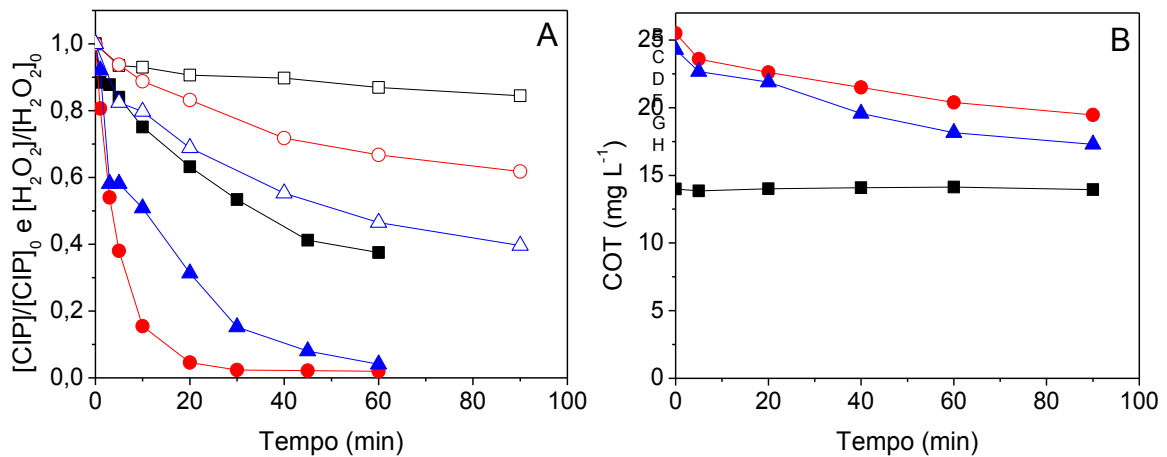 A
1,0
0,8
0,6
0,4
0,2
0,0
0 20 40 60 80 100
Tempo (min)
[CIP]/[CIP]₀ e [H₂O₂]/[H₂O₂]₀
B
25
20
15
10
5
0
C
D
G
H
0 20 40 60 80 100
Tempo (min)
COT (mg L⁻¹)